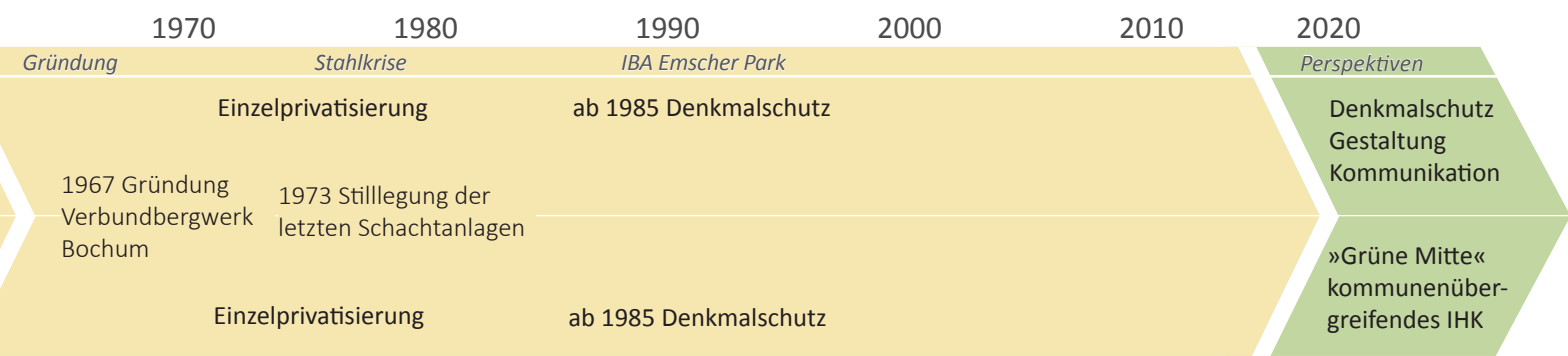 1970 1980 1990 2000 2010 2020
Gründung Stahlkrise IBA Emscher Park Perspektiven
Einzelprivatisierung ab 1985 Denkmalschutz
Denkmalschutz
Gestaltung
Kommunikation
1967 Gründung
Verbundbergwerk
Bochum
1973 Stilllegung der
letzten Schachtanlagen
Einzelprivatisierung ab 1985 Denkmalschutz
»Grüne Mitte«
kommunenüber-
greifendes IHK